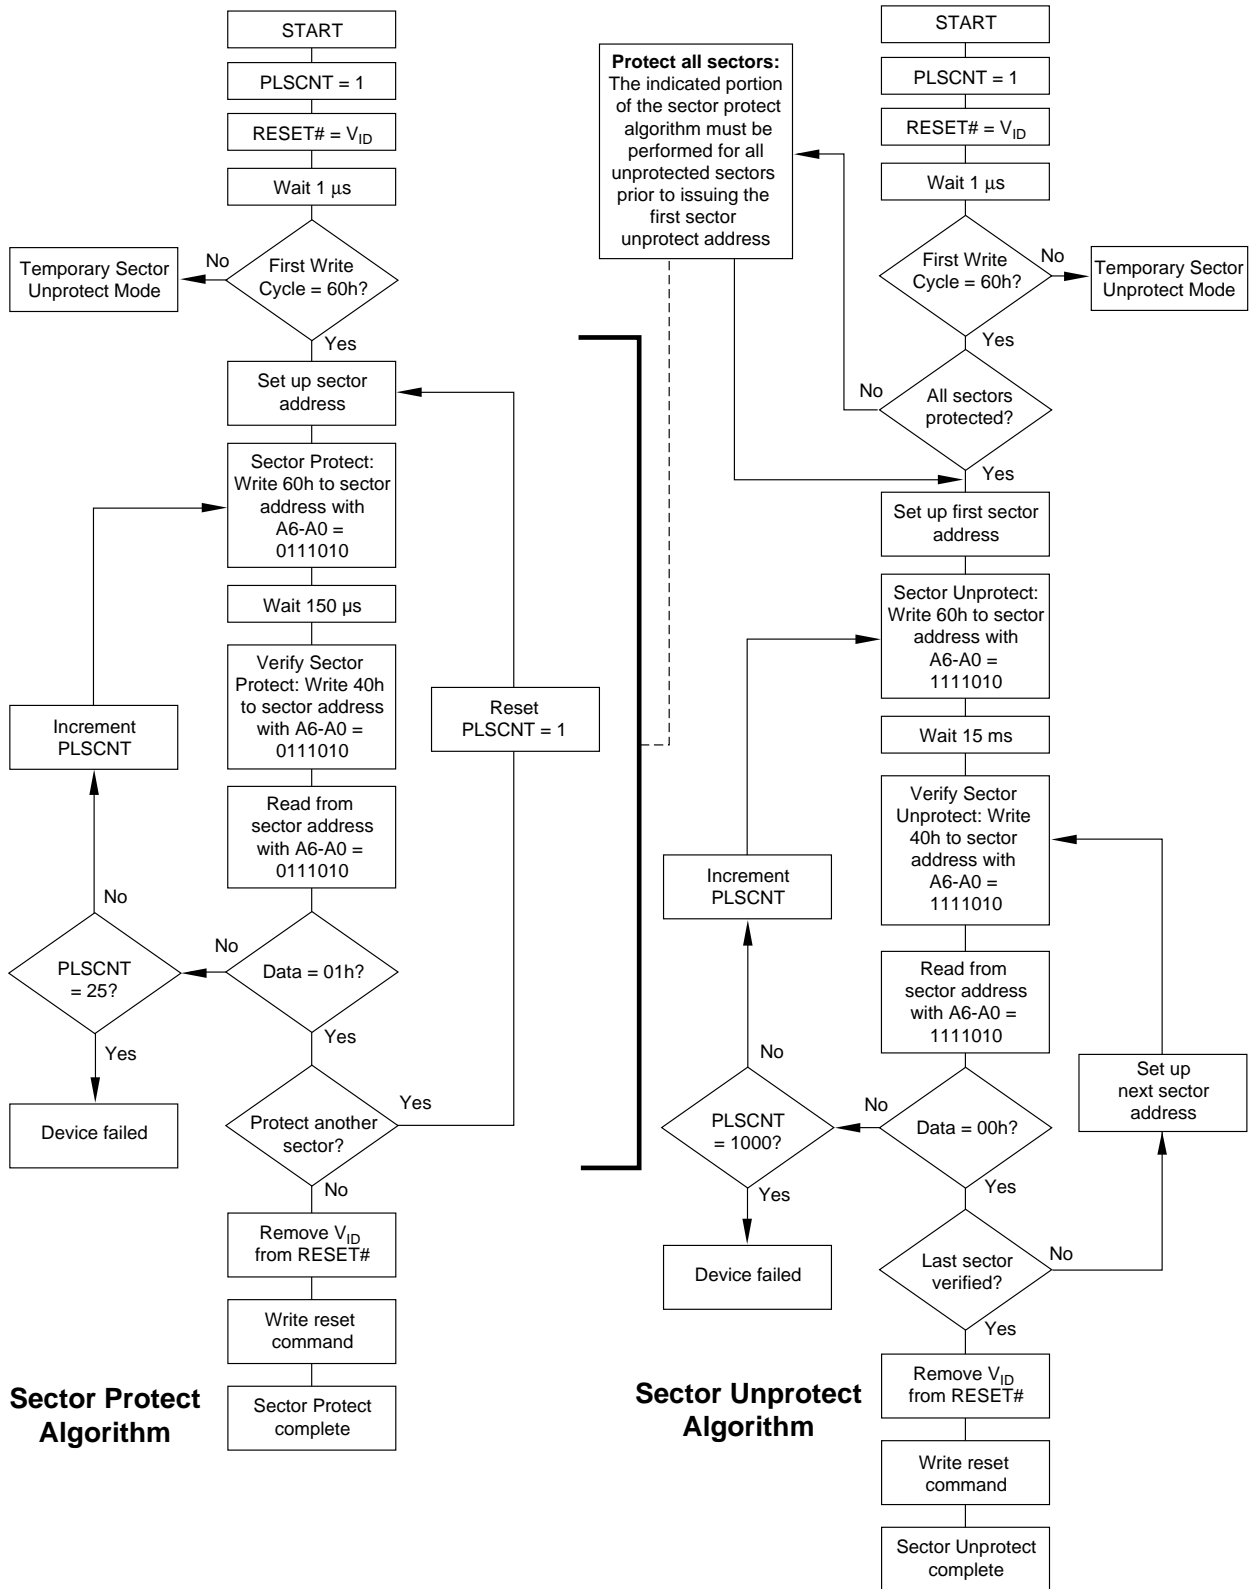 START
PLSCNT = 1
RESET# = VID
Wait 1 μs
First Write
Cycle = 60h?
No
Temporary Sector
Unprotect Mode
Yes
Set up sector
address
Sector Protect:
Write 60h to sector
address with
A6-A0 =
0111010
Wait 150 µs
Verify Sector
Protect: Write 40h
to sector address
with A6-A0 =
0111010
Reset
PLSCNT = 1
Increment
PLSCNT
Read from
sector address
with A6-A0 =
0111010
No
No
PLSCNT
= 25?
Data = 01h?
Yes
Yes
Device failed
Protect another
sector?
Yes
No
Remove VID
from RESET#
Write reset
command
Sector Protect
complete
Sector Protect
Algorithm
Protect all sectors:
The indicated portion
of the sector protect
algorithm must be
performed for all
unprotected sectors
prior to issuing the
first sector
unprotect address
START
PLSCNT = 1
RESET# = VID
Wait 1 μs
First Write
Cycle = 60h?
No
Temporary Sector
Unprotect Mode
Yes
No
All sectors
protected?
Yes
Set up first sector
address
Sector Unprotect:
Write 60h to sector
address with
A6-A0 =
1111010
Wait 15 ms
Verify Sector
Unprotect: Write
40h to sector
address with
A6-A0 =
1111010
Increment
PLSCNT
Read from
sector address
with A6-A0 =
1111010
No
No
Set up
next sector
address
PLSCNT
= 1000?
Data = 00h?
Yes
Yes
Device failed
Last sector
verified?
No
Yes
Remove VID
from RESET#
Write reset
command
Sector Unprotect
complete
Sector Unprotect
Algorithm